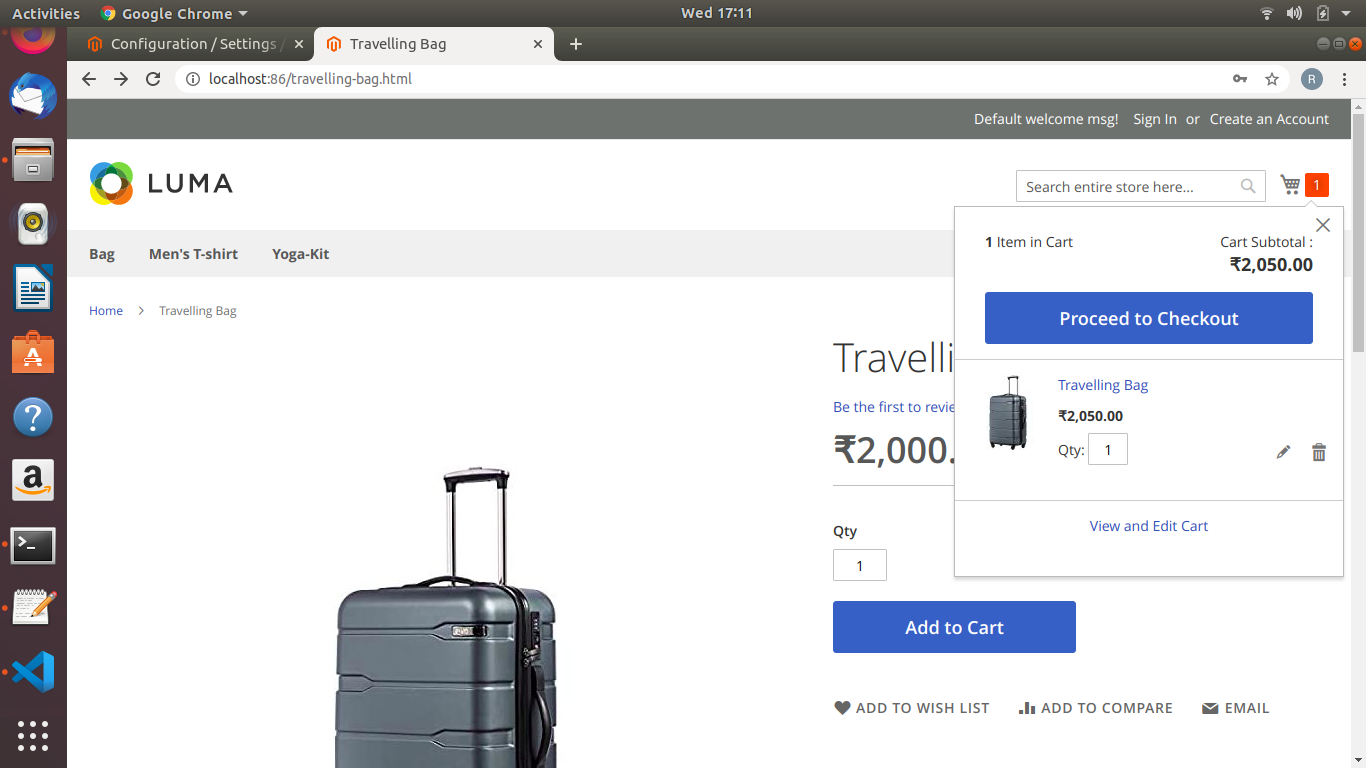 Activities
Google Chrome
Wed 17:11
Configuration / Settings /
Travelling Bag
localhost:86/travelling-bag.html
R
Default welcome msg!
Sign In or Create an Account
LUMA
Search entire store here...
1
Bag
Men's T-shirt
Yoga-Kit
Home
Travelling Bag
1 Item in Cart
Cart Subtotal :
₹2,050.00
Proceed to Checkout
Travelling Bag
₹2,050.00
Qty: 1
View and Edit Cart
Travelli
Be the first to revie
₹2,000.
Qty
1
Add to Cart
ADD TO WISH LIST
ADD TO COMPARE
EMAIL